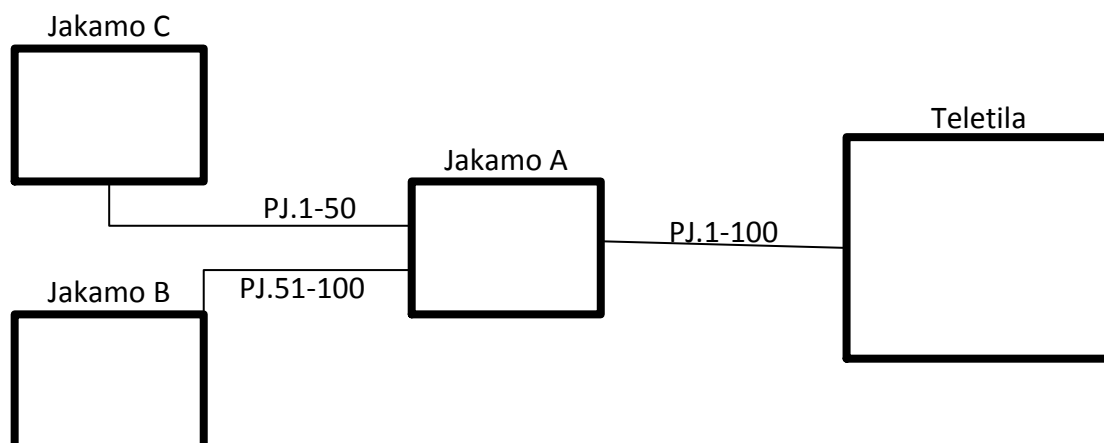 Jakamo C
Teletila
Jakamo A
PJ.1-50
PJ.1-100
PJ.51-100
Jakamo B